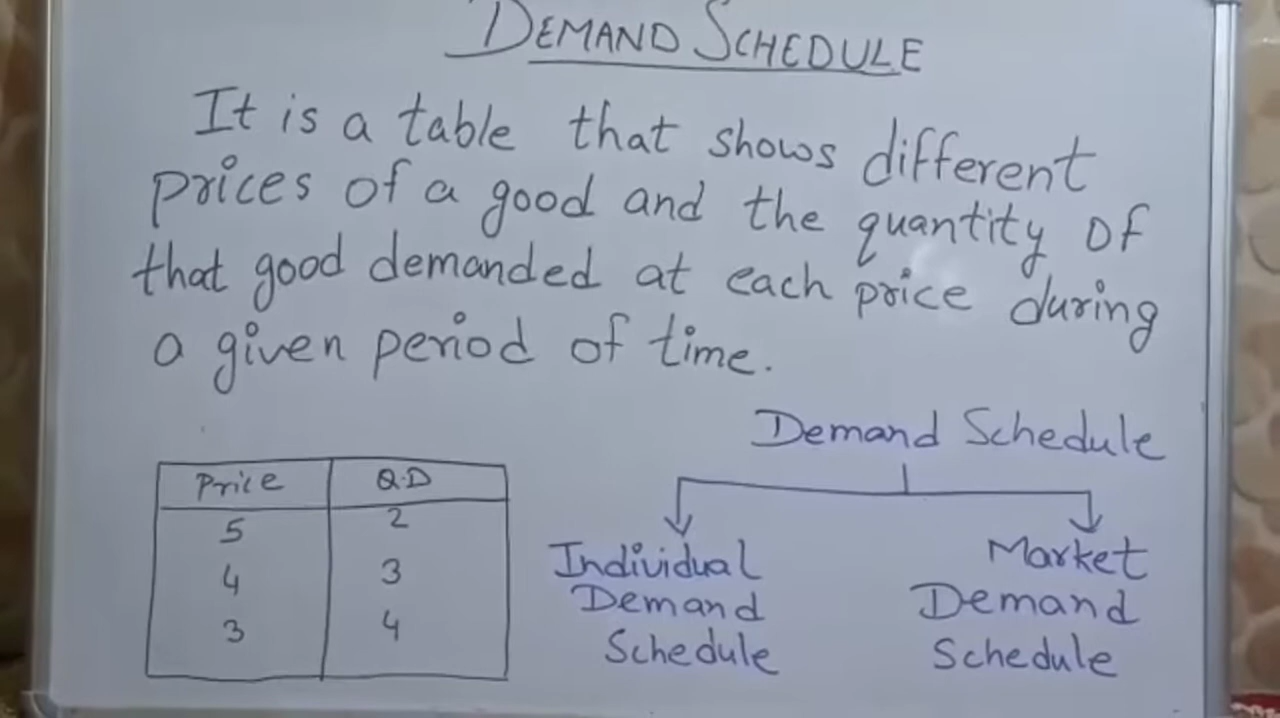 DEMAND SCHEDULE
It is a table that shows different
prices of a good and the quantity of
that good demanded at each price during
a given period of time.
Price Q.D
5 2
4 3
3 4
Demand Schedule
Individual
Demand
Schedule
Market
Demand
Schedule